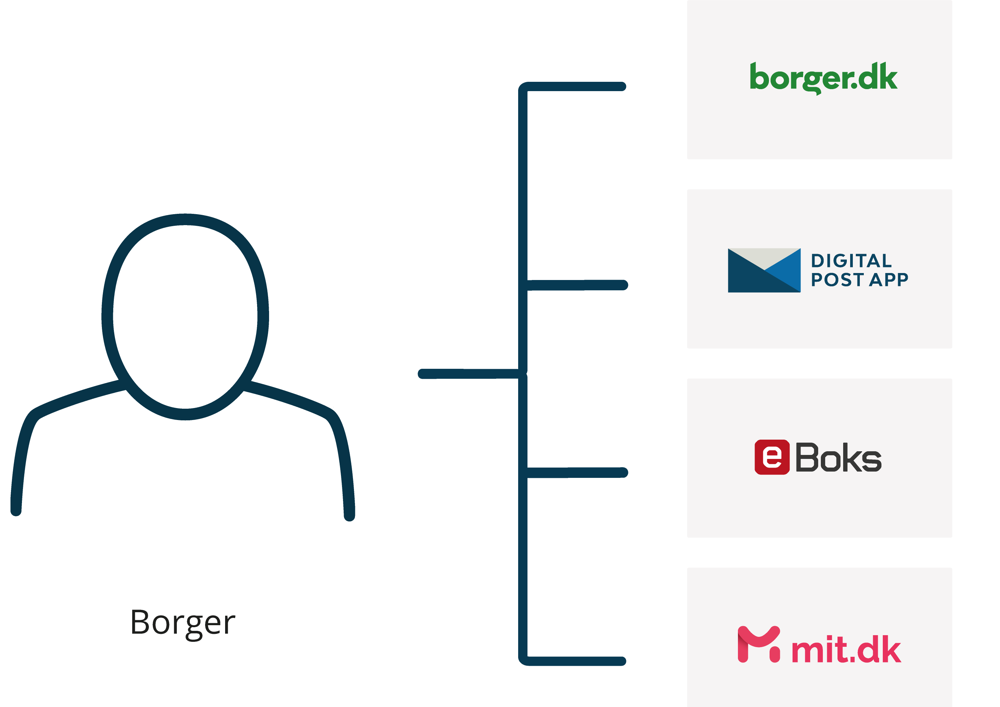 borger.dk
DIGITAL
POST APP
e Boks
Borger
mit.dk